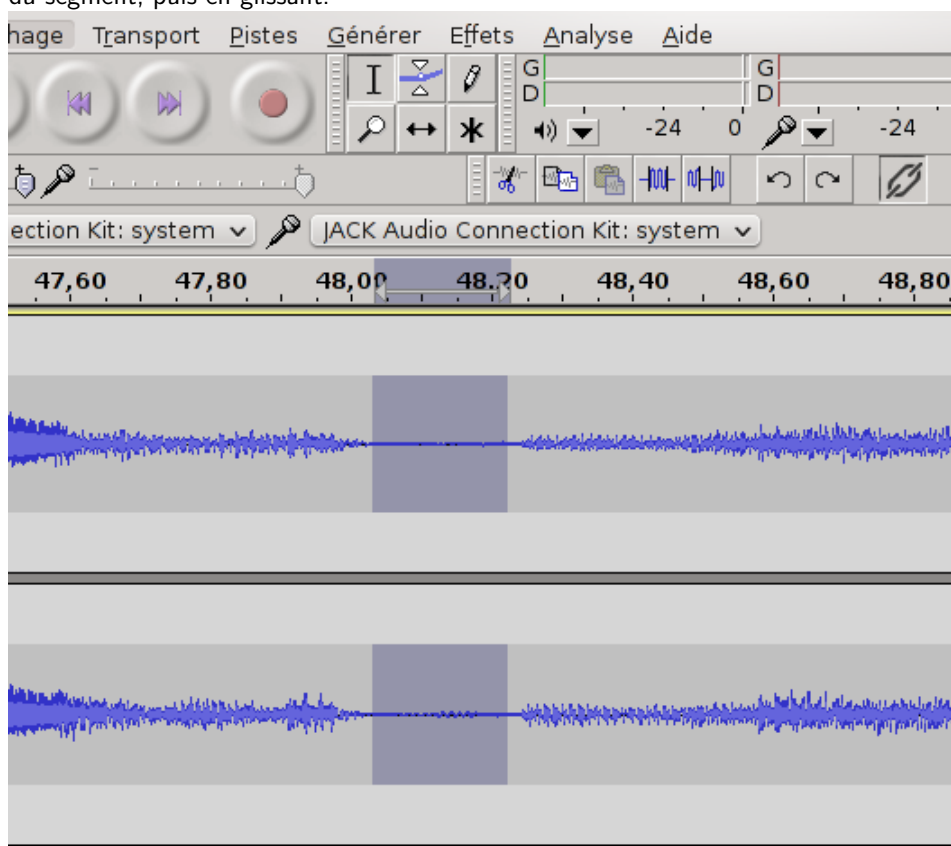 du segment, puis en glissant.
hage Transport Pistes Générer Effets Analyse Aide
G G
D D
-24 0 -24
ection Kit: system JACK Audio Connection Kit: system
47,60 47,80 48,00 48,20 48,40 48,60 48,80